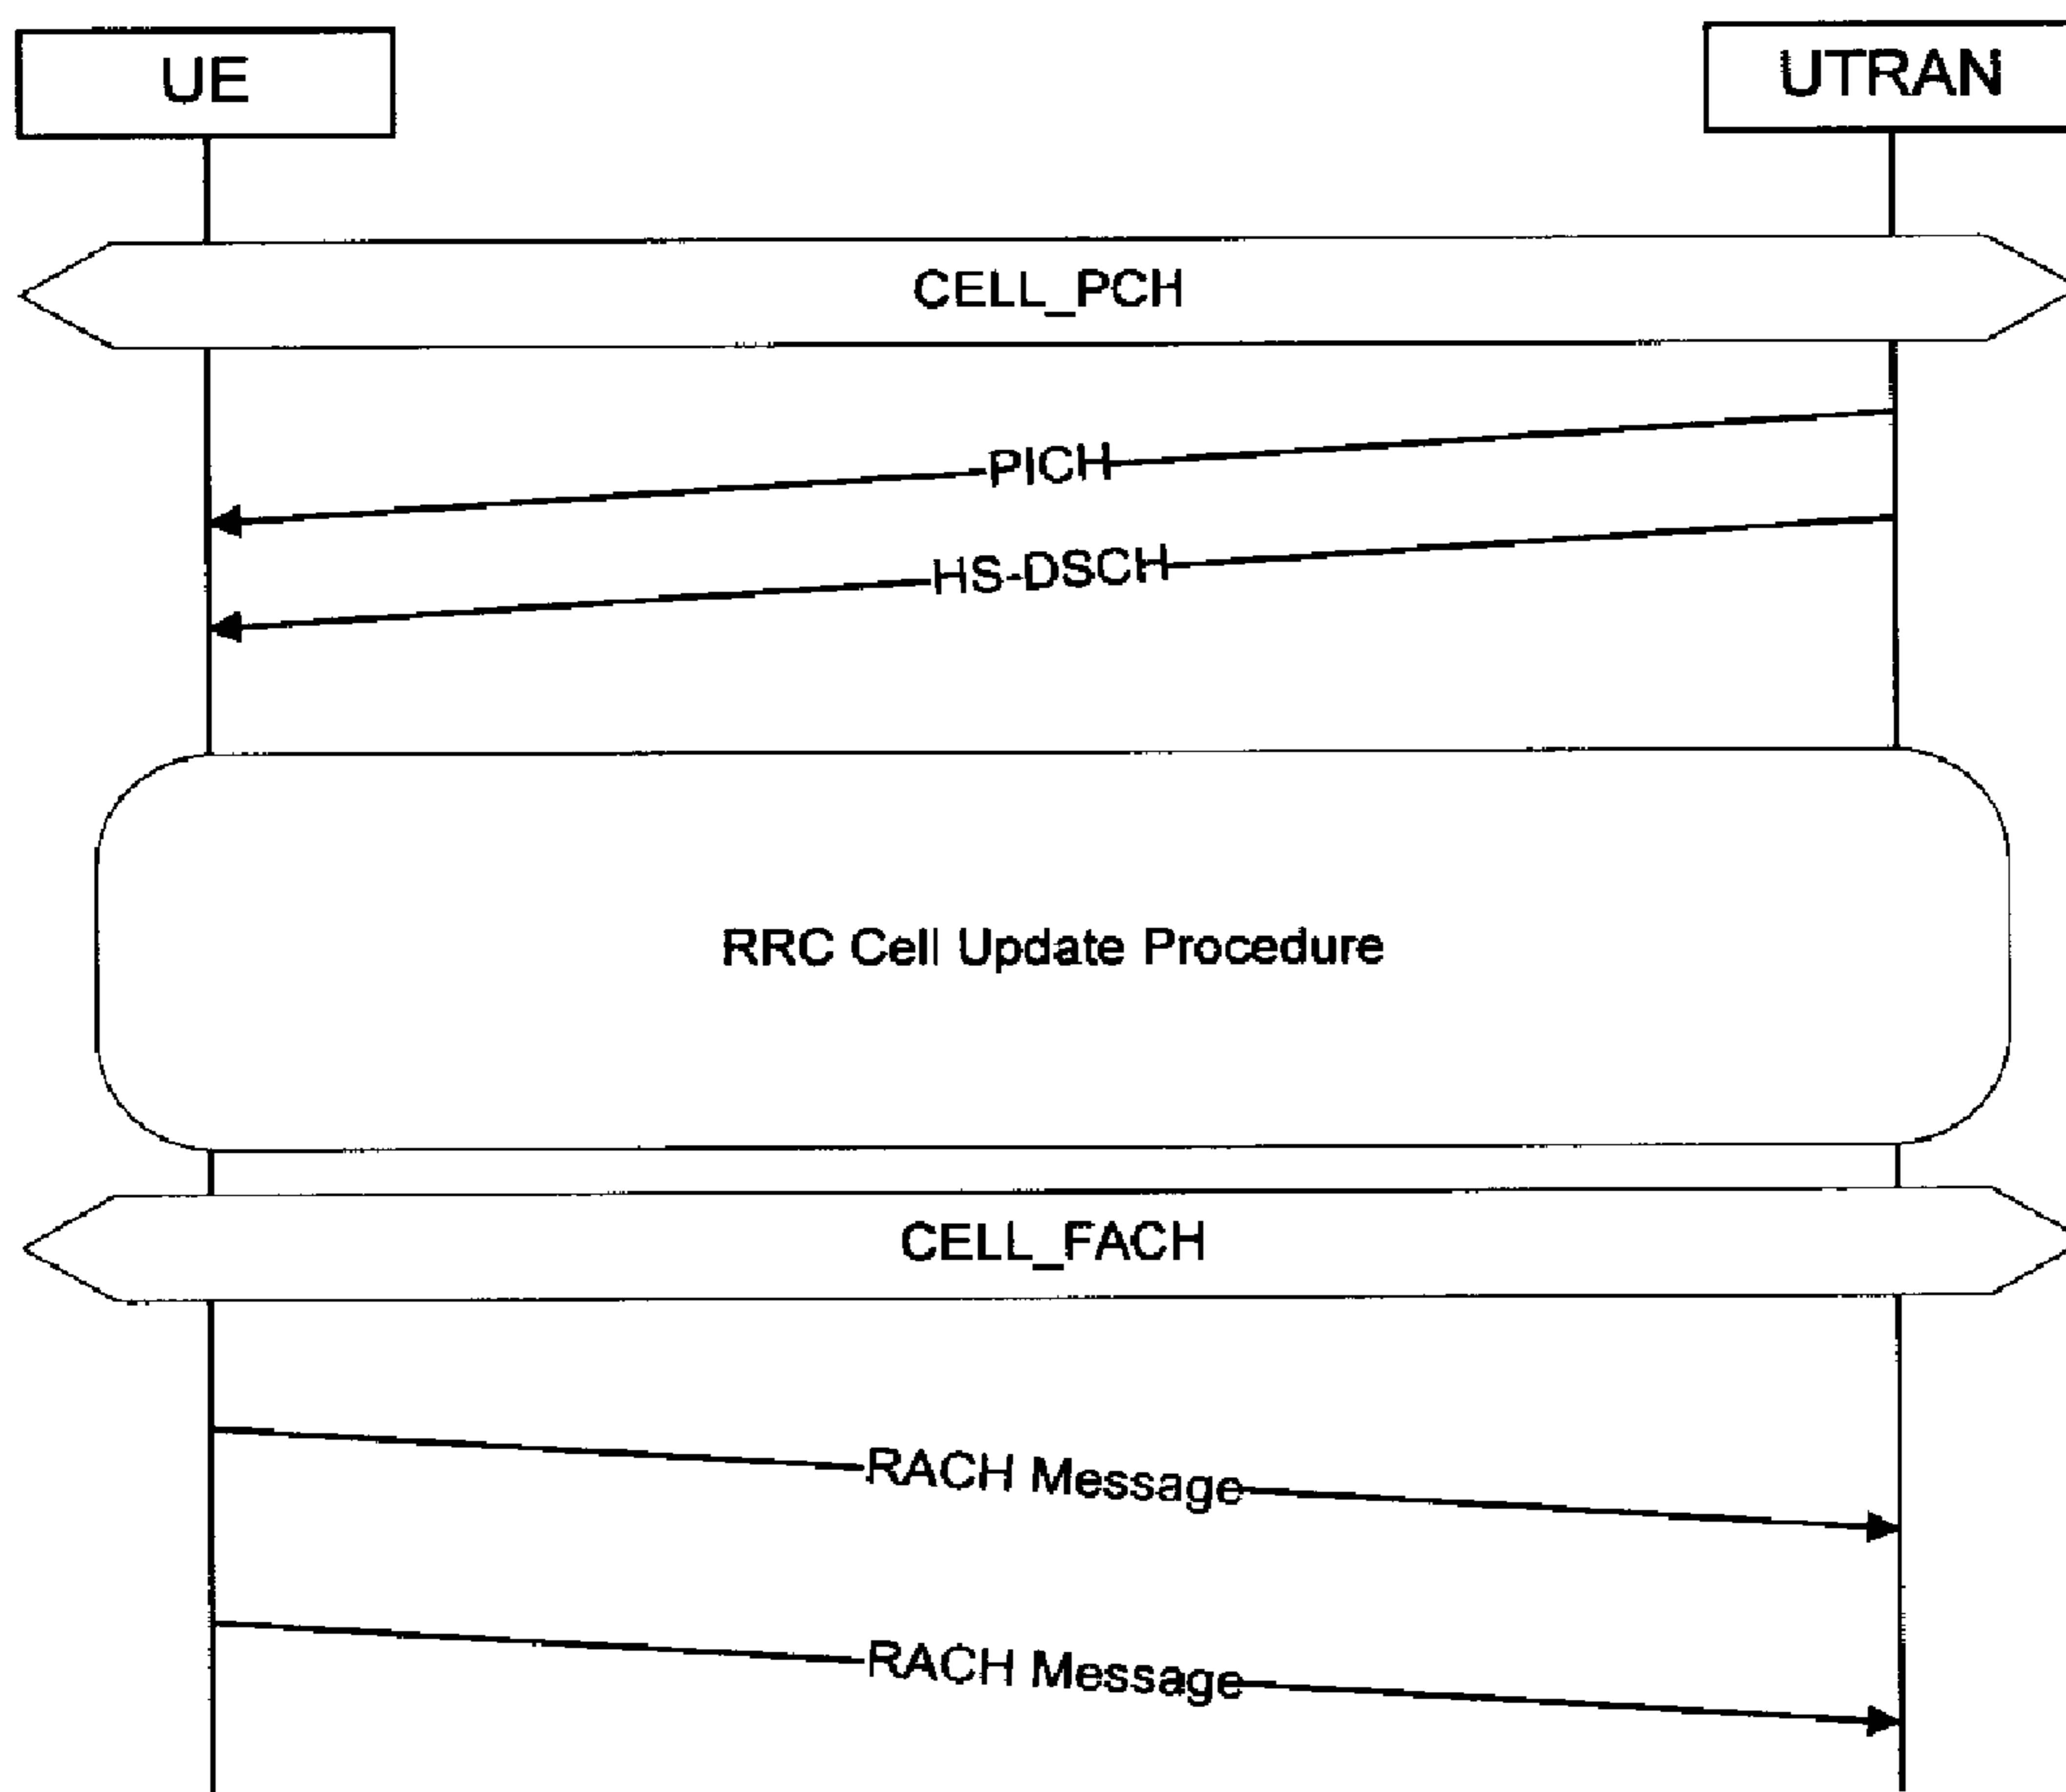 UE
UTRAN
CELL_PCH
PICH
HS-DSCH
RRC Cell Update Procedure
CELL_FACH
RACH Message
RACH Message